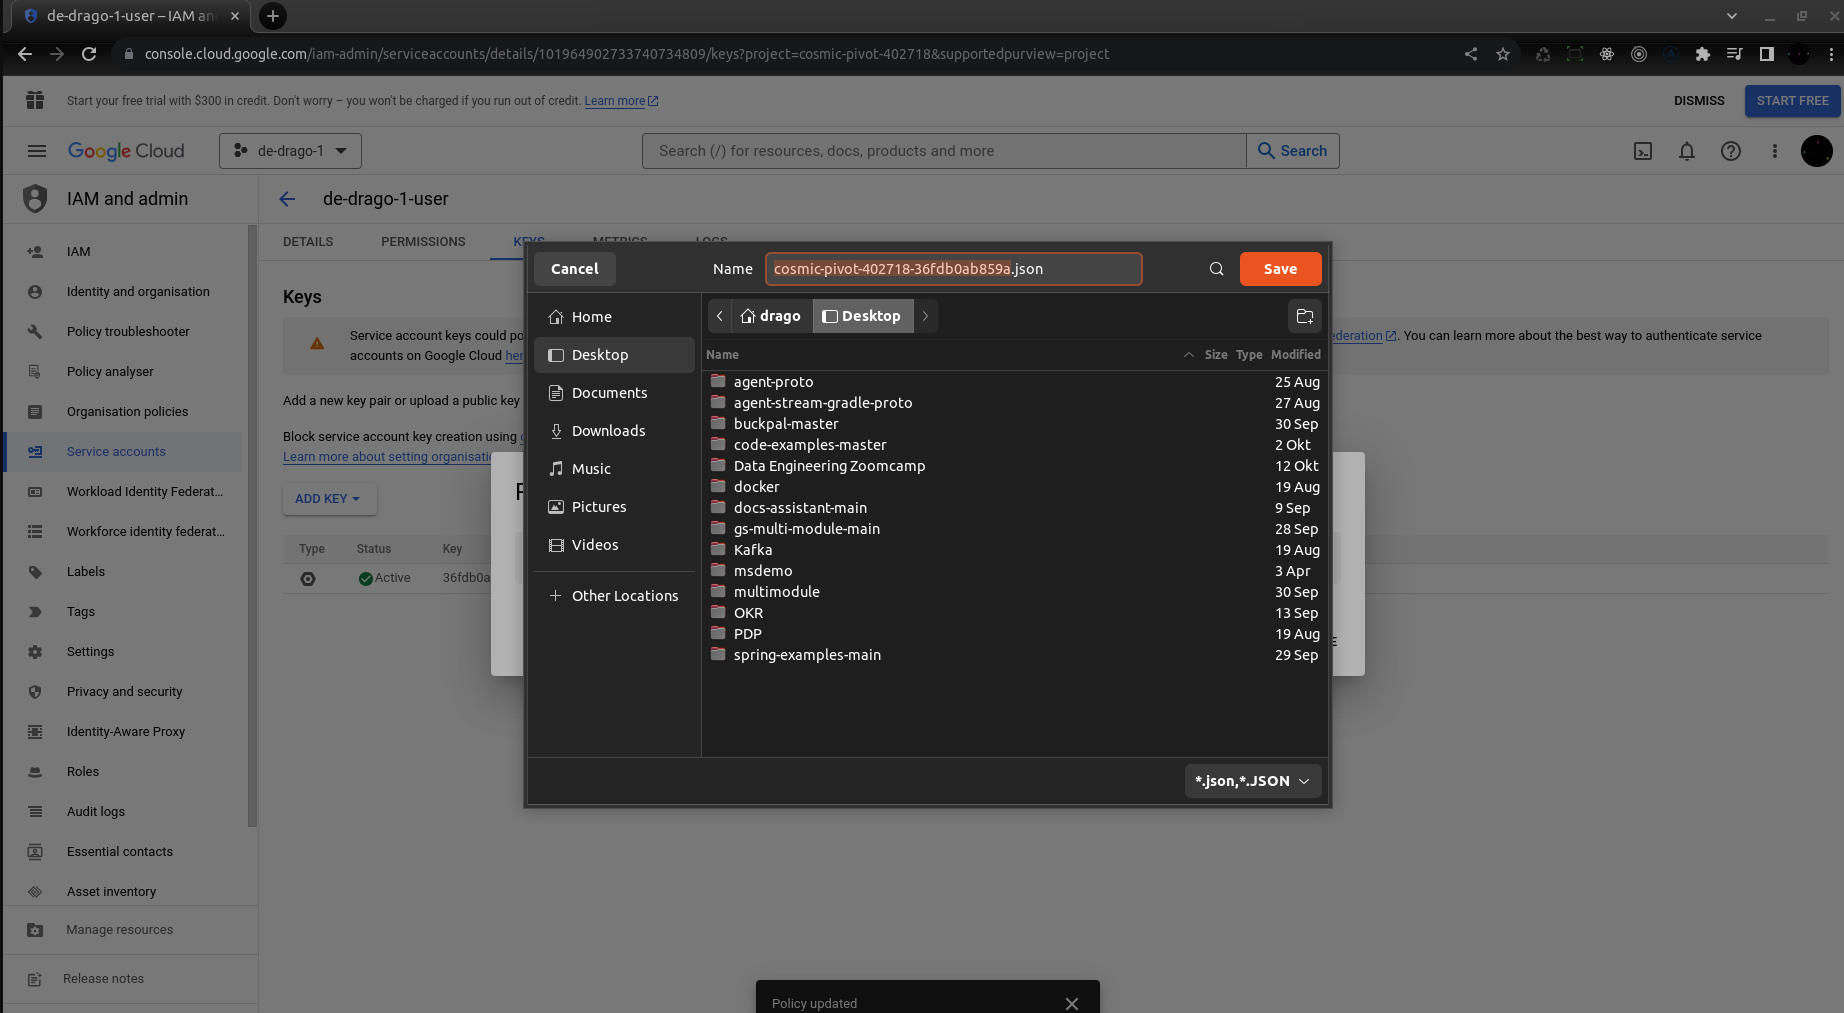 de-drago-1-user – IAM an
console.cloud.google.com/iam-admin/serviceaccounts/details/101964902733740734809/keys?project=cosmic-pivot-402718&supportedpurview=project
Start your free trial with $300 in credit. Don't worry – you won't be charged if you run out of credit. Learn more
DISMISS
START FREE
Google Cloud
de-drago-1
Search (/) for resources, docs, products and more
Search
IAM and admin
de-drago-1-user
IAM
Identity and organisation
Policy troubleshooter
Policy analyser
Organisation policies
Service accounts
Workload Identity Federat...
Workforce identity federat...
Labels
Tags
Settings
Privacy and security
Identity-Aware Proxy
Roles
Audit logs
Essential contacts
Asset inventory
Manage resources
Release notes
DETAILS
PERMISSIONS
KEYS
METRICS
LOGS
Keys
Service account keys could po
ederation . You can learn more about the best way to authenticate service
accounts on Google Cloud her
Add a new key pair or upload a public key
Block service account key creation using
Learn more about setting organisatio
ADD KEY
Type Status Key
Active 36fdb0a
Cancel
Name
cosmic-pivot-402718-36fdb0ab859a.json
Save
Home
Desktop
Documents
Downloads
Music
Pictures
Videos
Other Locations
drago
Desktop
Name Size Type Modified
agent-proto 25 Aug
agent-stream-gradle-proto 27 Aug
buckpal-master 30 Sep
code-examples-master 2 Okt
Data Engineering Zoomcamp 12 Okt
docker 19 Aug
docs-assistant-main 9 Sep
gs-multi-module-main 28 Sep
Kafka 19 Aug
msdemo 3 Apr
multimodule 30 Sep
OKR 13 Sep
PDP 19 Aug
spring-examples-main 29 Sep
*.json,*.JSON
Policy updated